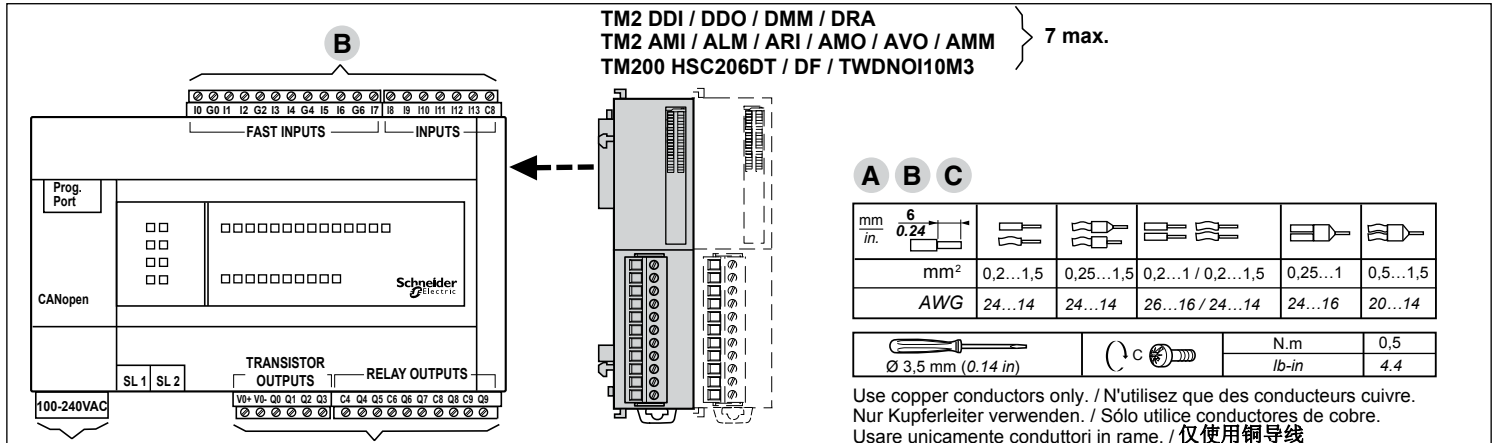 TM2 DDI / DDO / DMM / DRA
TM2 AMI / ALM / ARI / AMO / AVO / AMM
TM200 HSC206DT / DF / TWDNOI10M3
7 max.
B
I0 G0 I1 I2 G2 I3 I4 G4 I5 I6 G6 I7 I8 I9 I10 I11 I12 I13 C8
FAST INPUTS
INPUTS
Prog.
Port
CANopen
Schneider
Electric
SL 1 SL 2
TRANSISTOR
OUTPUTS
RELAY OUTPUTS
V0+ V0- Q0 Q1 Q2 Q3 C4 Q4 Q5 C6 Q6 Q7 C8 Q8 C9 Q9
100-240VAC
A B C
mm
in.
6
0.24
mm² 0,2…1,5 0,25…1,5 0,2…1 / 0,2…1,5 0,25…1 0,5…1,5
AWG 24…14 24…14 26…16 / 24…14 24…16 20…14
Ø 3,5 mm (0.14 in)
C
N.m 0,5
lb-in 4.4
Use copper conductors only. / N'utilisez que des conducteurs cuivre.
Nur Kupferleiter verwenden. / Sólo utilice conductores de cobre.
Usare unicamente conduttori in rame. / 仅使用铜导线